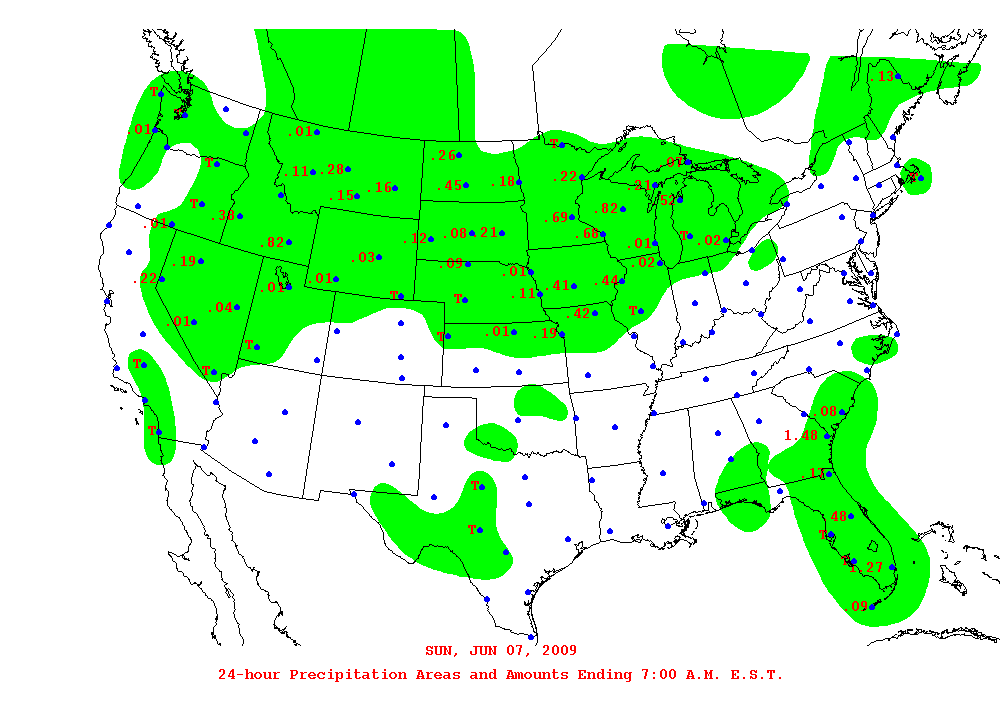 .13
T
.01 .01
T
.26
T .01
.11 .28
.15 .16 .45 .18 .22 .21
.52
T
T
.38 .69 .82
.01
.12 .08 .21 .68 T
.82 .01 .02
.19 .03 .09 .02
.22 .01 .01 .01 .41 .44
T T .11
.04 .42 T
.01 .01 .19
T T
T T
.08
T 1.48
.17
T
T .48
T
T 1.27
.09
SUN, JUN 07, 2009
24-hour Precipitation Areas and Amounts Ending 7:00 A.M. E.S.T.